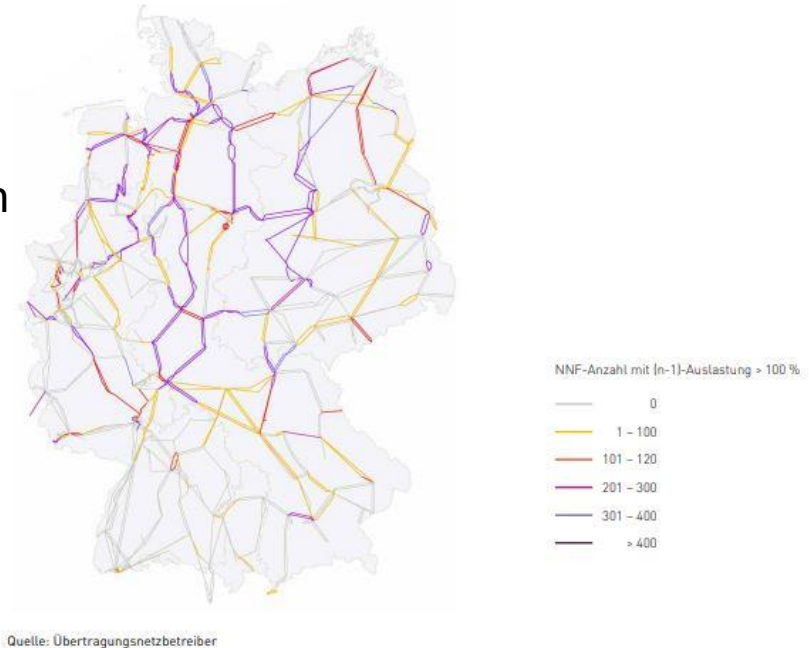 n
NNF-Anzahl mit (n-1)-Auslastung > 100 %
0
1 – 100
101 – 120
201 – 300
301 – 400
> 400
Quelle: Übertragungsnetzbetreiber